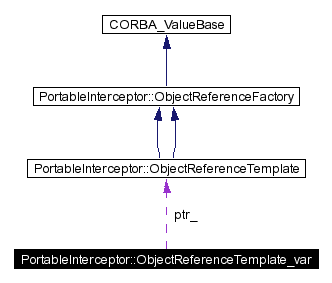 CORBA_ValueBase
PortableInterceptor::ObjectReferenceFactory
PortableInterceptor::ObjectReferenceTemplate
ptr_
PortableInterceptor::ObjectReferenceTemplate_var